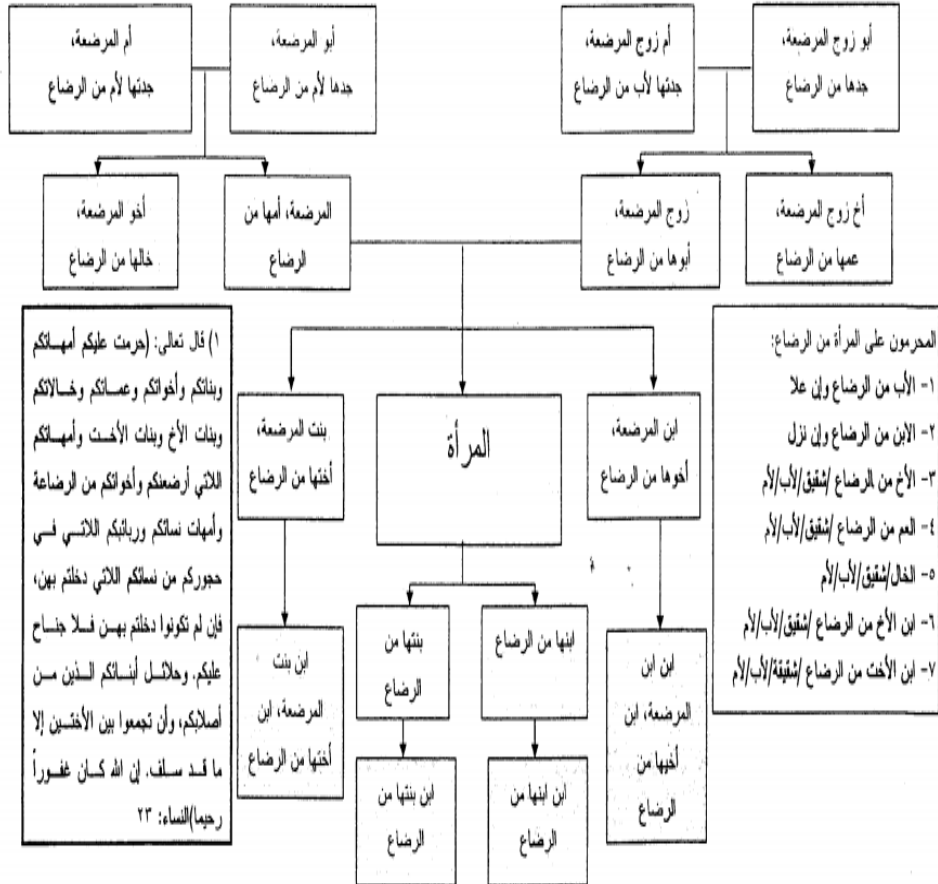 أبو زوج المرضعة،
جدها من الرضاع
أم زوج المرضعة،
جدتها لأب من الرضاع
أبو المرضعة،
جدها لأم من الرضاع
أم المرضعة،
جدتها لأم من الرضاع
أخ زوج المرضعة،
عمها من الرضاع
زوج المرضعة،
أبوها من الرضاع
المرضعة، أمها من
الرضاع
أخو المرضعة،
خالها من الرضاع
المحرمون على المرأة من الرضاع:
١- الأب من الرضاع وإن علا
٢- الابن من الرضاع وإن نزل
٣- الأخ من الرضاع /شقيق/لأب/لأم
٤- العم من الرضاع /شقيق/لأب/لأم
٥- الخال/شقيق/لأب/لأم
٦- ابن الأخ من الرضاع /شقيق/لأب/لأم
٧- ابن الأخت من الرضاع /شقيقة/لأب/لأم
ابن المرضعة،
أخوها من الرضاع
المرأة
بنت المرضعة،
أختها من الرضاع
ابن ابن
المرضعة، ابن
أخيها من
الرضاع
ابنها من الرضاع
بنتها من
الرضاع
ابن بنت
المرضعة، ابن
أختها من الرضاع
ابن ابنها من
الرضاع
ابن بنتها من
الرضاع
١) قال تعالى: (حرمت عليكم أمهاتكم
وبناتكم وأخواتكم وعماتكم وخالاتكم
وبنات الأخ وبنات الأخت وأمهاتكم
اللاتي أرضعنكم وأخواتكم من الرضاعة
وأمهات نسائكم وربائبكم اللاتي في
حجوركم من نسائكم اللاتي دخلتم بهن،
فإن لم تكونوا دخلتم بهن فلا جناح
عليكم. وحلائل أبنائكم الذين من
أصلابكم، وأن تجمعوا بين الأختين إلا
ما قد سلف. إن الله كان غفوراً
رحيما)النساء: ٢٣